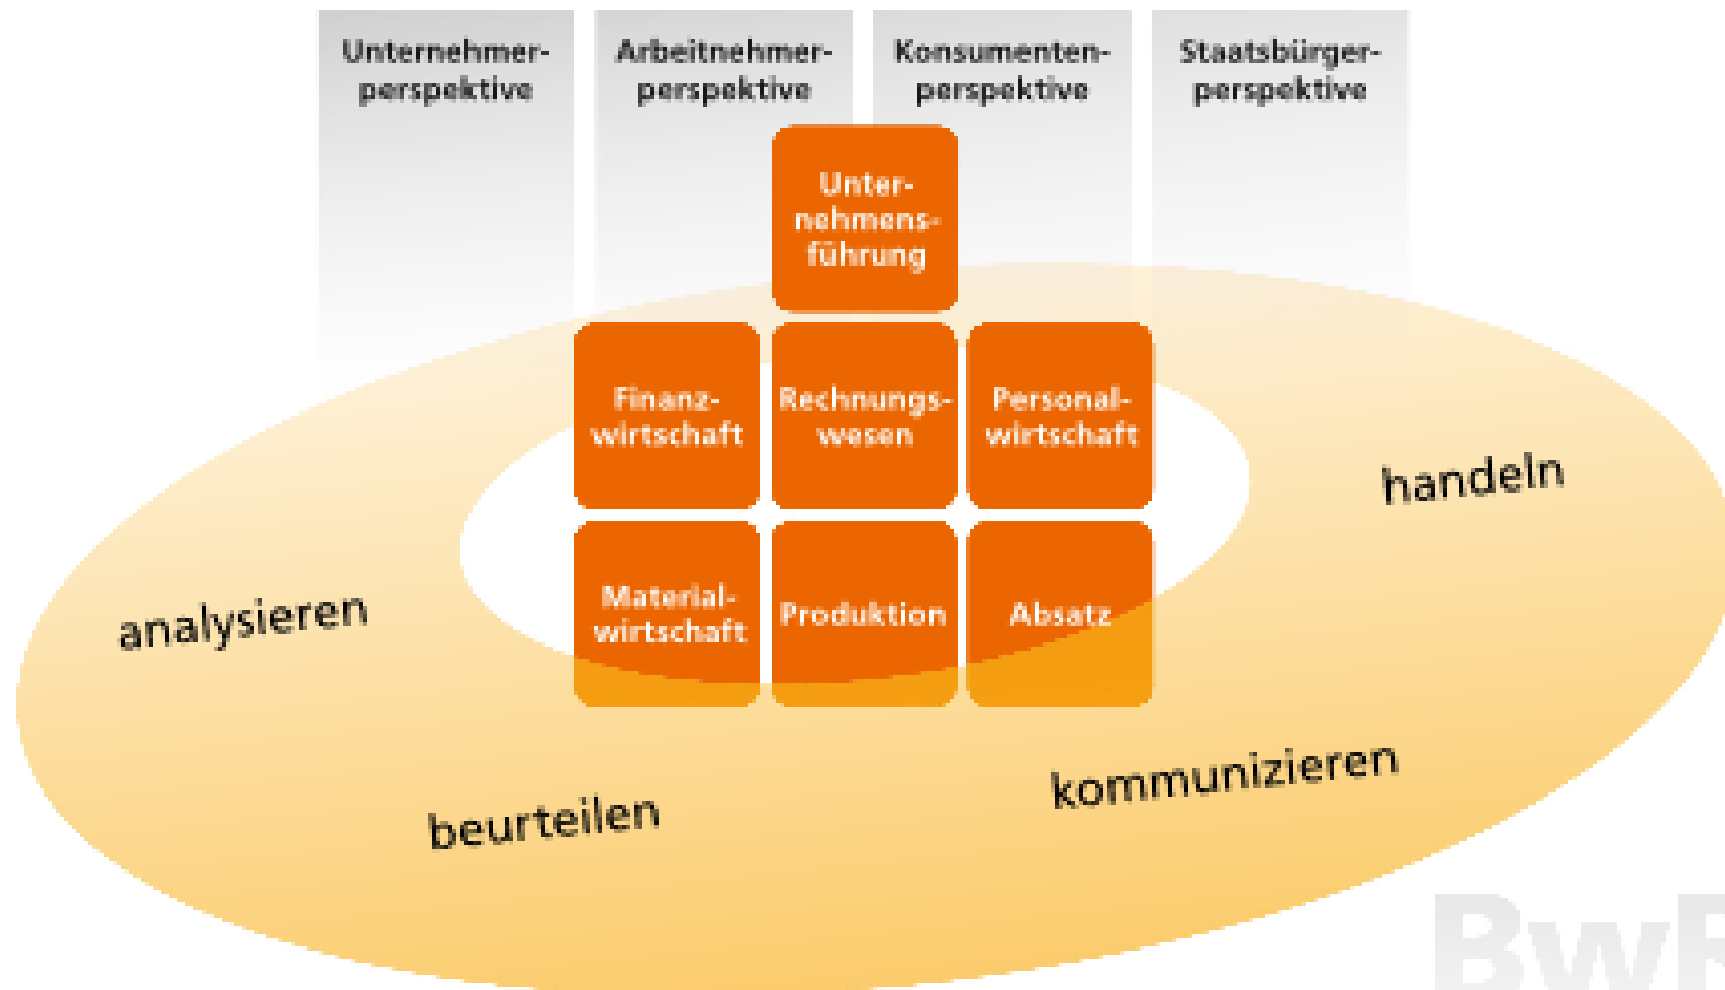 Unternehmer-
perspektive
Arbeitnehmer-
perspektive
Konsumenten-
perspektive
Staatsbürger-
perspektive
Unter-
nehmens-
führung
Finanz-
wirtschaft
Rechnungs-
wesen
Personal-
wirtschaft
Material-
wirtschaft
Produktion
Absatz
analysieren
beurteilen
kommunizieren
handeln
BwR